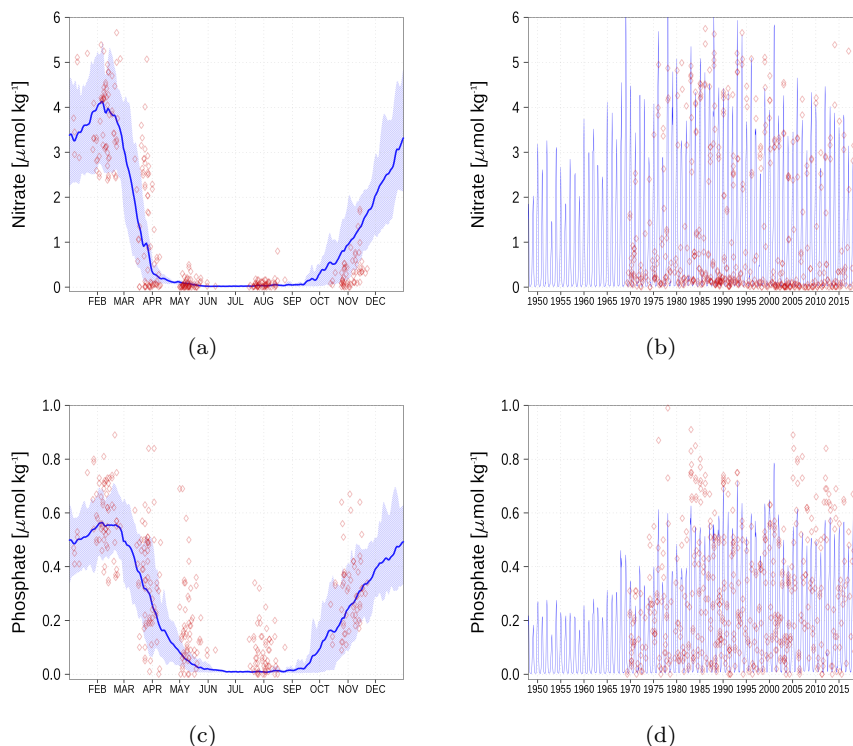 6
5
4
3
2
1
0
Nitrate [μmol kg⁻¹]
FEB MAR APR MAY JUN JUL AUG SEP OCT NOV DEC
(a)
6
5
4
3
2
1
0
Nitrate [μmol kg⁻¹]
1950 1955 1960 1965 1970 1975 1980 1985 1990 1995 2000 2005 2010 2015
(b)
1.0
0.8
0.6
0.4
0.2
0.0
Phosphate [μmol kg⁻¹]
FEB MAR APR MAY JUN JUL AUG SEP OCT NOV DEC
(c)
1.0
0.8
0.6
0.4
0.2
0.0
Phosphate [μmol kg⁻¹]
1950 1955 1960 1965 1970 1975 1980 1985 1990 1995 2000 2005 2010 2015
(d)